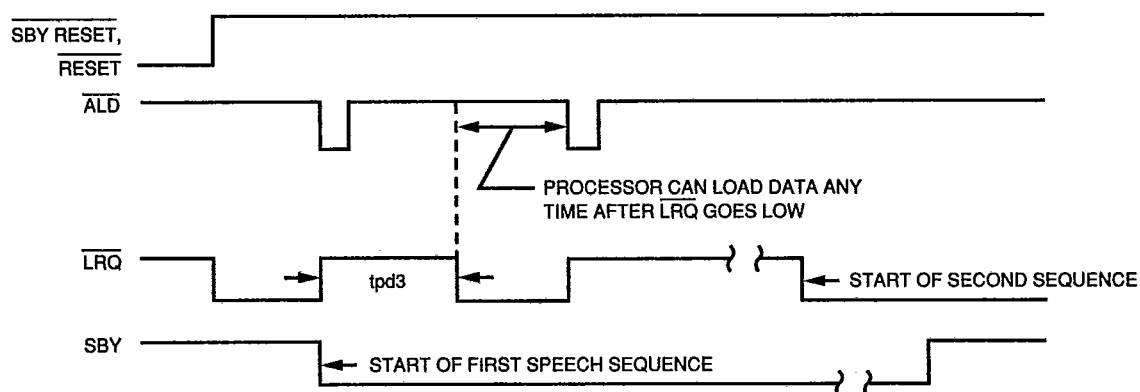 SBY RESET,
RESET
ALD
PROCESSOR CAN LOAD DATA ANY
TIME AFTER LRQ GOES LOW
LRQ
tpd3
START OF SECOND SEQUENCE
SBY
START OF FIRST SPEECH SEQUENCE